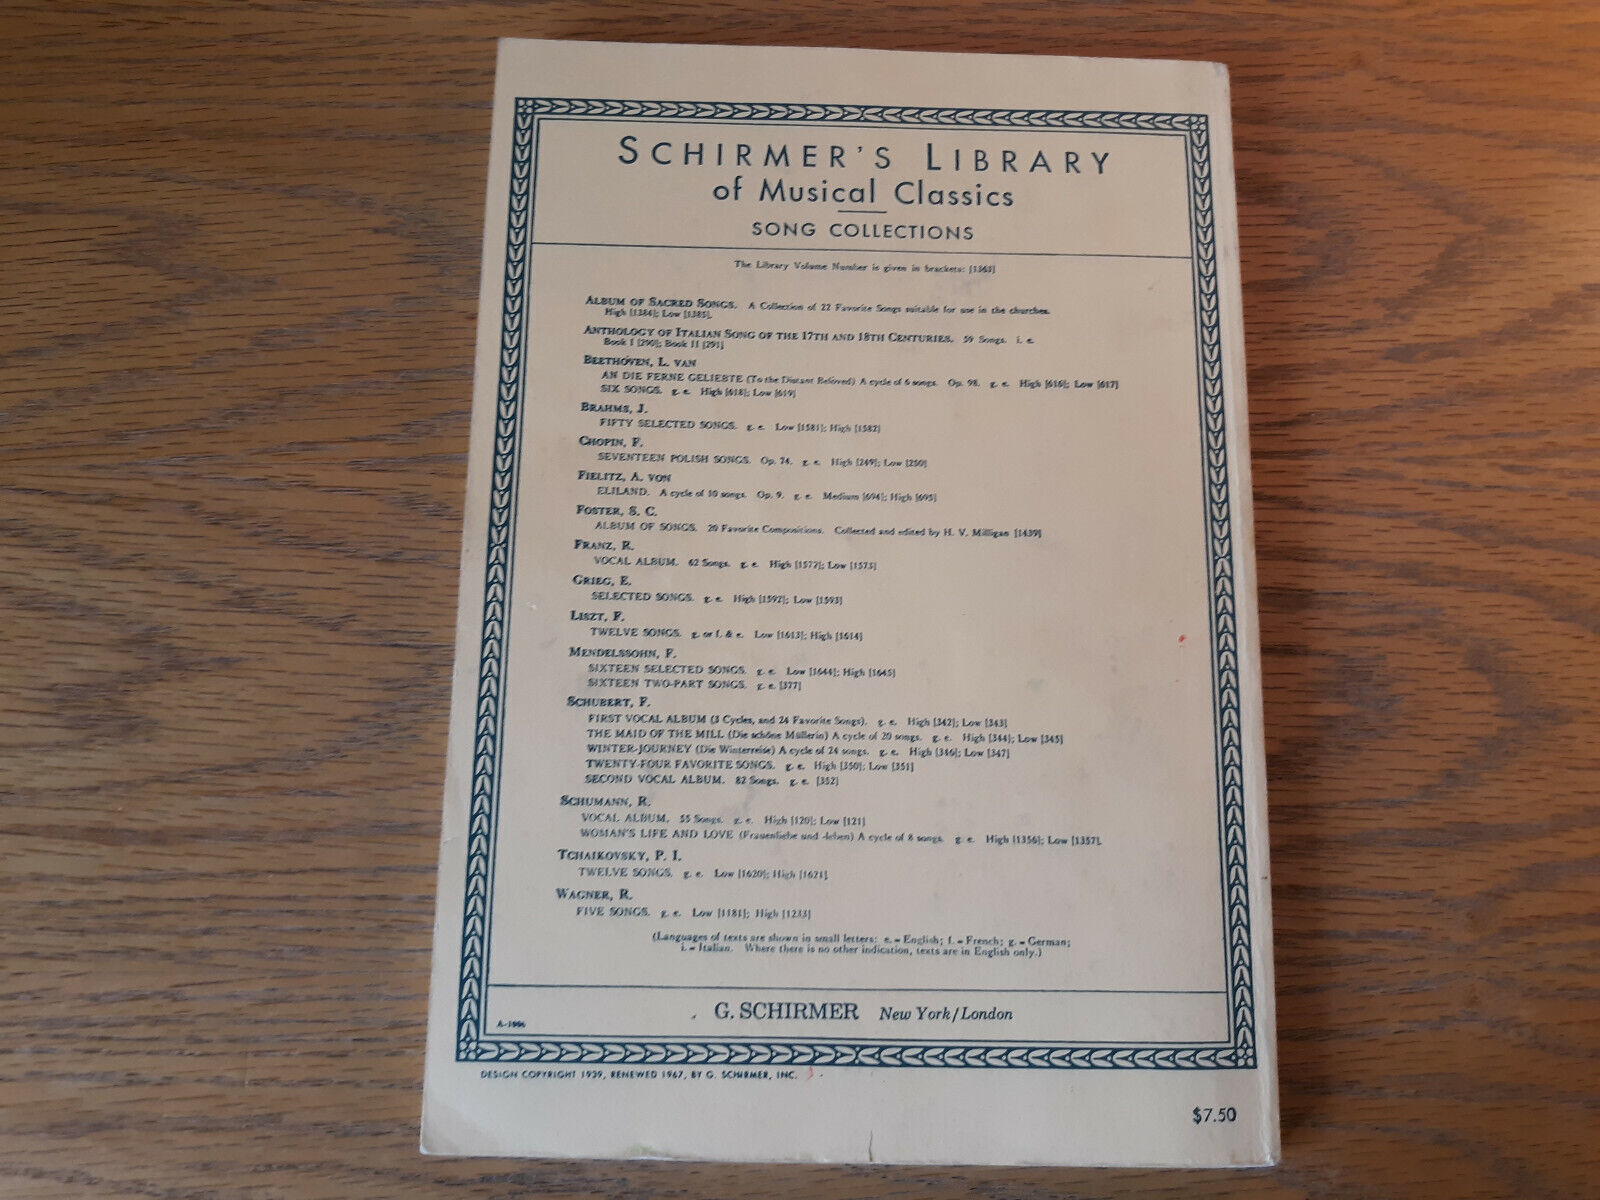 SCHIRMER'S LIBRARY
of Musical Classics
SONG COLLECTIONS
The Library Volume Number is given in brackets: [1363]
ALBUM OF SACRED SONGS. A Collection of 22 Favorite Songs suitable for use in the churches.
High [1384]; Low [1385].
ANTHOLOGY OF ITALIAN SONG OF THE 17TH AND 18TH CENTURIES. 59 Songs. i. e.
Book I [290]; Book II [291]
BEETHOVEN, L. VAN
AN DIE FERNE GELIEBTE (To the Distant Beloved) A cycle of 6 songs. Op. 98. g. e. High [616]; Low [617]
SIX SONGS. g. e. High [618]; Low [619]
BRAHMS, J.
FIFTY SELECTED SONGS. g. e. Low [1581]; High [1582]
CHOPIN, F.
SEVENTEEN POLISH SONGS. Op. 74. g. e. High [249]; Low [250]
FIELITZ, A. VON
ELILAND. A cycle of 10 songs. Op. 9. g. e. Medium [694]; High [695]
FOSTER, S. C.
ALBUM OF SONGS. 20 Favorite Compositions. Collected and edited by H. V. Milligan [1439]
FRANZ, R.
VOCAL ALBUM. 62 Songs. g. e. High [1572]; Low [1573]
GRIEG, E.
SELECTED SONGS. g. e. High [1592]; Low [1593]
LISZT, F.
TWELVE SONGS. g. or f. & e. Low [1613]; High [1614]
MENDELSSOHN, F.
SIXTEEN SELECTED SONGS. g. e. Low [1644]; High [1645]
SIXTEEN TWO-PART SONGS. g. e. [377]
SCHUBERT, F.
FIRST VOCAL ALBUM (3 Cycles, and 24 Favorite Songs). g. e. High [342]; Low [343]
THE MAID OF THE MILL (Die schöne Müllerin) A cycle of 20 songs. g. e. High [344]; Low [345]
WINTER-JOURNEY (Die Winterreise) A cycle of 24 songs. g. e. High [346]; Low [347]
TWENTY-FOUR FAVORITE SONGS. g. e. High [350]; Low [351]
SECOND VOCAL ALBUM. 82 Songs. g. e. [352]
SCHUMANN, R.
VOCAL ALBUM. 55 Songs. g. e. High [120]; Low [121]
WOMAN'S LIFE AND LOVE (Frauenliebe und -leben) A cycle of 8 songs. g. e. High [1356]; Low [1357].
TCHAIKOVSKY, P. I.
TWELVE SONGS. g. e. Low [1620]; High [1621].
WAGNER, R.
FIVE SONGS. g. e. Low [1181]; High [1233]
(Languages of texts are shown in small letters: e. = English; f. = French; g. = German;
i. = Italian. Where there is no other indication, texts are in English only.)
G. SCHIRMER New York/London
DESIGN COPYRIGHT 1939, RENEWED 1967, BY G. SCHIRMER, INC.
$7.50